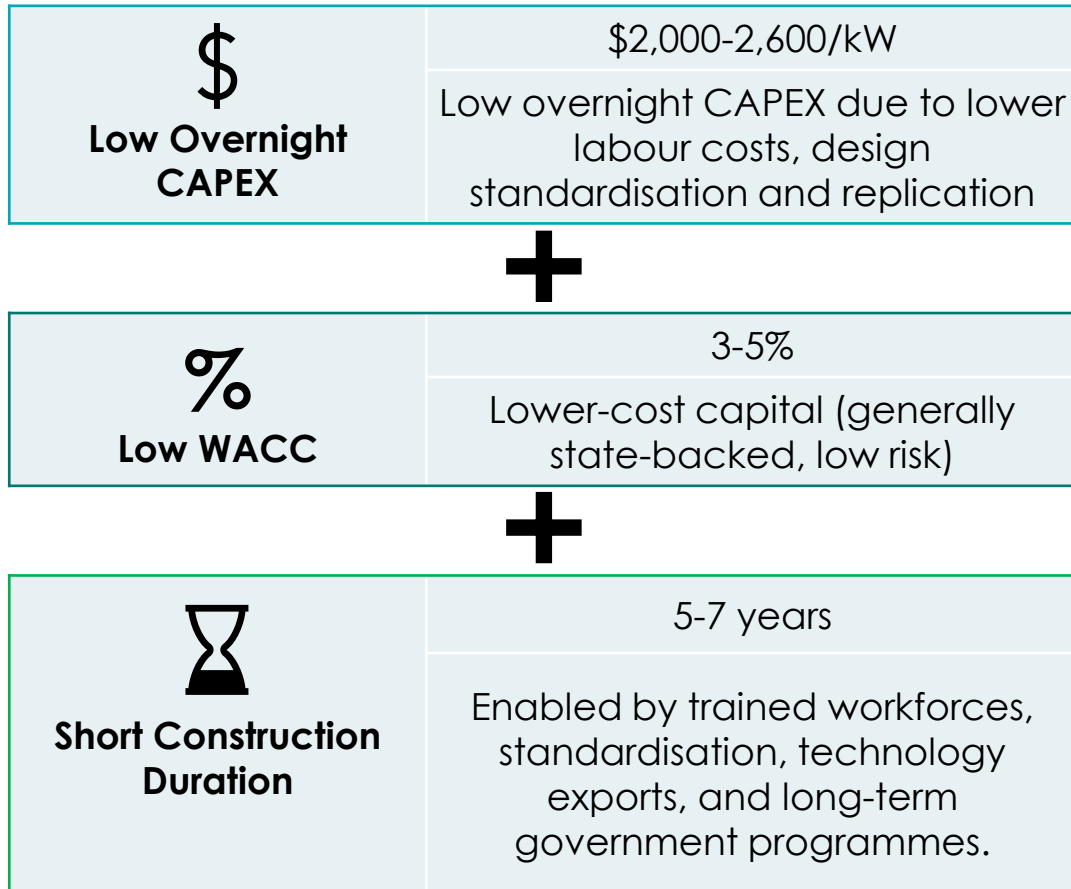 $
Low Overnight
CAPEX
$2,000-2,600/kW
Low overnight CAPEX due to lower
labour costs, design
standardisation and replication
+
%
Low WACC
3-5%
Lower-cost capital (generally
state-backed, low risk)
+
Short Construction
Duration
5-7 years
Enabled by trained workforces,
standardisation, technology
exports, and long-term
government programmes.